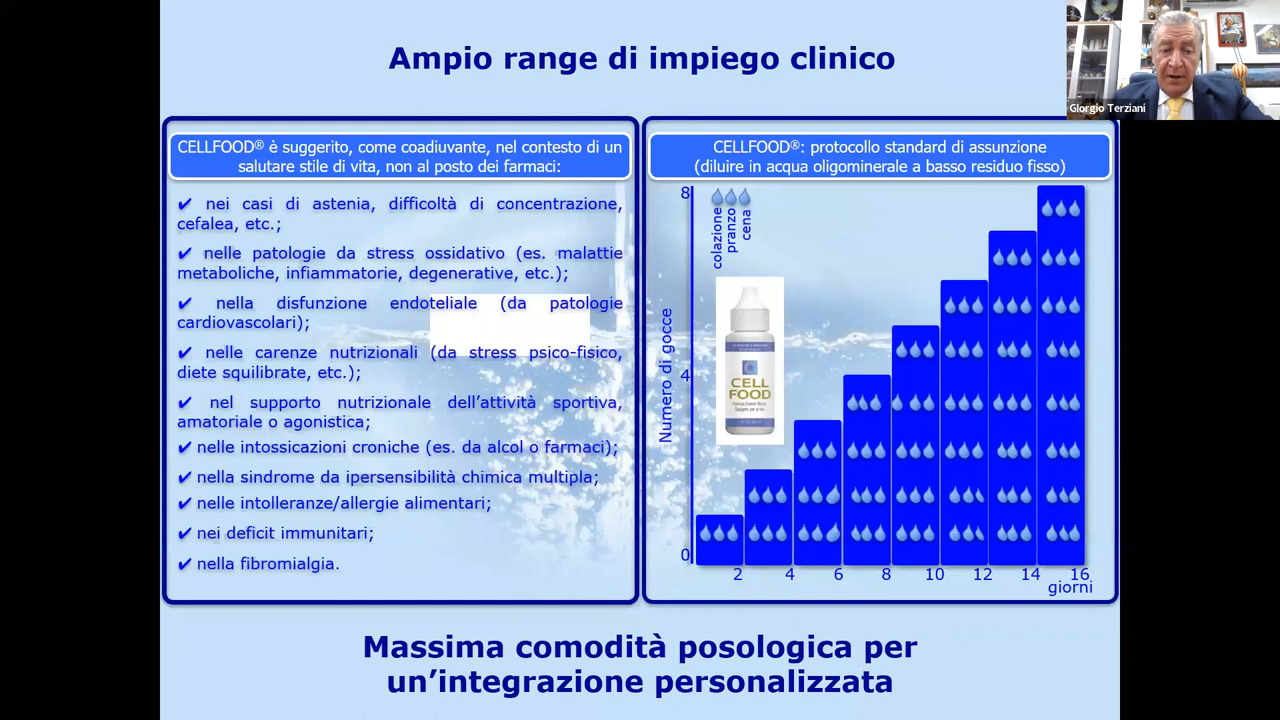 Ampio range di impiego clinico
GIorgio Terziani
CELLFOOD® è suggerito, come coadiuvante, nel contesto di un
salutare stile di vita, non al posto dei farmaci:
✔ nei casi di astenia, difficoltà di concentrazione,
cefalea, etc.;
✔ nelle patologie da stress ossidativo (es. malattie
metaboliche, infiammatorie, degenerative, etc.);
✔ nella disfunzione endoteliale (da patologie
cardiovascolari);
✔ nelle carenze nutrizionali (da stress psico-fisico,
diete squilibrate, etc.);
✔ nel supporto nutrizionale dell’attività sportiva,
amatoriale o agonistica;
✔ nelle intossicazioni croniche (es. da alcol o farmaci);
✔ nella sindrome da ipersensibilità chimica multipla;
✔ nelle intolleranze/allergie alimentari;
✔ nei deficit immunitari;
✔ nella fibromialgia.
CELLFOOD®: protocollo standard di assunzione
(diluire in acqua oligominerale a basso residuo fisso)
8
4
0
Numero di gocce
colazione
pranzo
cena
CELL
FOOD
2 4 6 8 10 12 14 16
giorni
Massima comodità posologica per
un’integrazione personalizzata